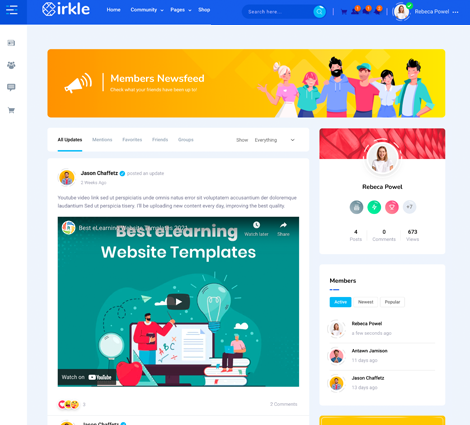 Cirkle
Home Community Pages Shop
Search here...
Rebeca Powel
Members Newsfeed
Check what your friends have been up to!
All Updates Mentions Favorites Friends Groups
Show Everything
Jason Chaffetz posted an update
2 Weeks ago
Youtube video link sed ut perspiciatis unde omnis natus error sit voluptatem accusantium der doloremque
laudantium Sed ut perspicia tixery. I'll be uploading new content every day, improving the best quality.
Best eLearning Website Templates 2021
Watch later
Share
Best eLearning
Website Templates
ABC
Watch on YouTube
2 Comments
Jason Chaffetz
Rebeca Powel
+7
4 0 673
Posts Comments Views
Members
Active Newest Popular
Rebeca Powel
a few seconds ago
Antawn Jamison
11 days ago
Jason Chaffetz
13 days ago